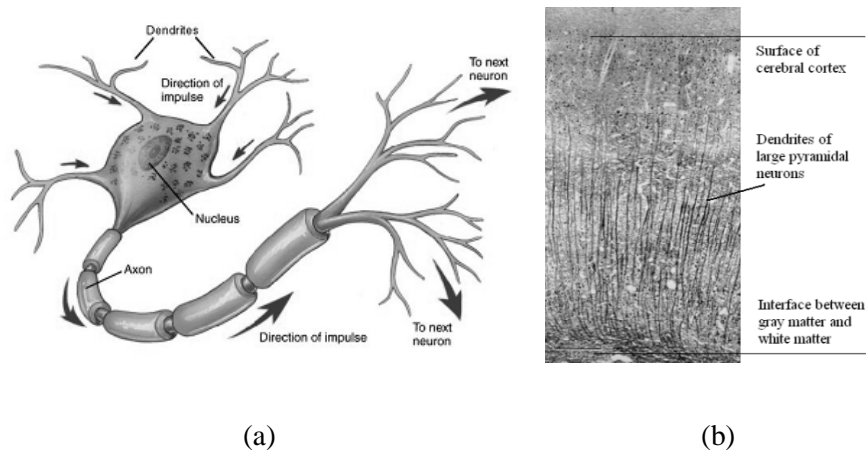 Dendrites
Direction of
impulse
To next
neuron
Nucleus
Axon
Direction of impulse
To next
neuron
(a)
Surface of
cerebral cortex
Dendrites of
large pyramidal
neurons
Interface between
gray matter and
white matter
(b)